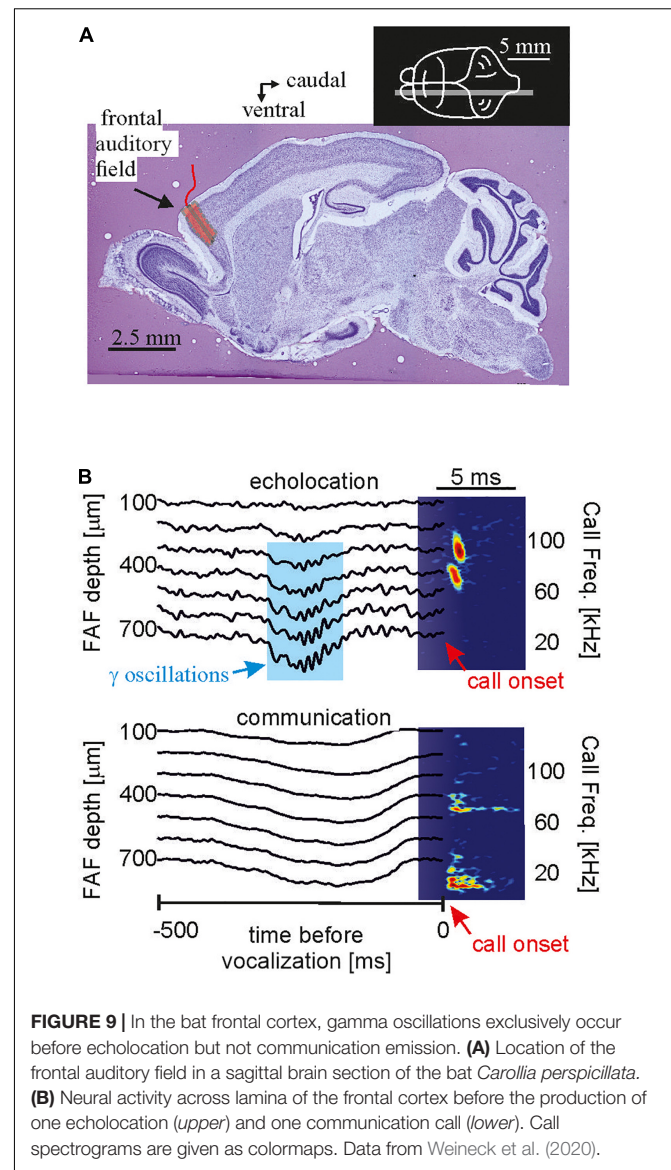 A
5 mm
caudal
ventral
frontal
auditory
field
2.5 mm
B
echolocation
5 ms
100
400
700
FAF depth [µm]
100
60
20
Call Freq. [kHz]
γ oscillations
call onset
communication
100
400
700
FAF depth [µm]
100
60
20
Call Freq. [kHz]
-500
0
time before
vocalization [ms]
call onset
FIGURE 9 | In the bat frontal cortex, gamma oscillations exclusively occur
before echolocation but not communication emission. (A) Location of the
frontal auditory field in a sagittal brain section of the bat Carollia perspicillata.
(B) Neural activity across lamina of the frontal cortex before the production of
one echolocation (upper) and one communication call (lower). Call
spectrograms are given as colormaps. Data from Weineck et al. (2020).